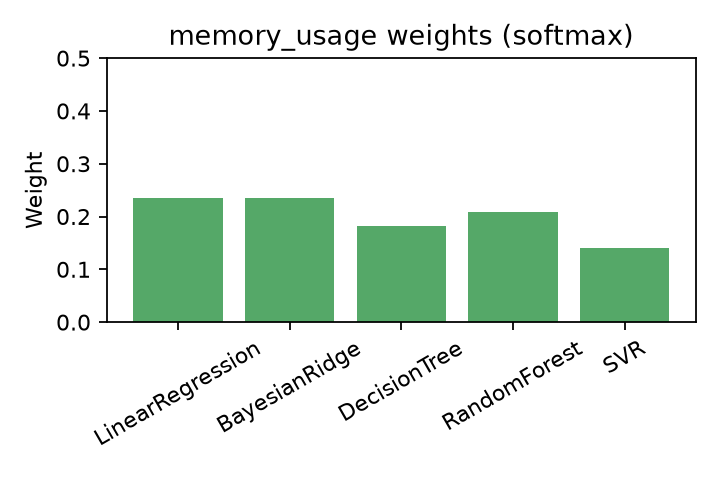 memory_usage weights (softmax)
Weight
0.5
0.4
0.3
0.2
0.1
0.0
LinearRegression
BayesianRidge
DecisionTree
RandomForest
SVR